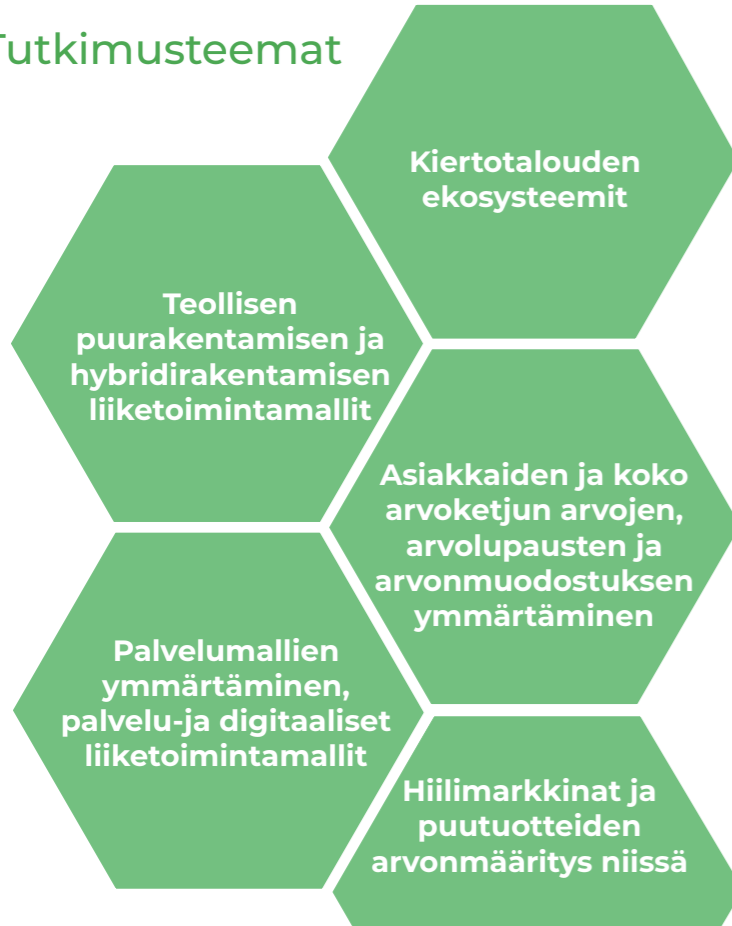 Tutkimusteemat
Kiertotalouden
ekosysteemit
Teollisen
puurakentamisen ja
hybridirakentamisen
liiketoimintamallit
Asiakkaiden ja koko
arvoketjun arvojen,
arvolupausten ja
arvonmuodostuksen
ymmärtäminen
Palvelumallien
ymmärtäminen,
palvelu-ja digitaaliset
liiketoimintamallit
Hiilimarkkinat ja
puutuotteiden
arvonmääritys niissä